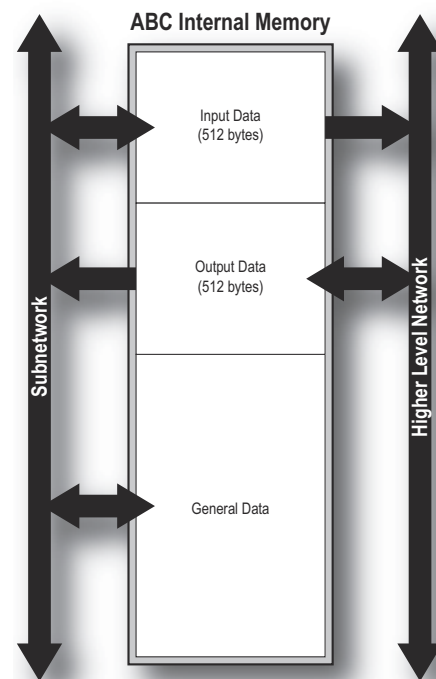 ABC Internal Memory
Input Data
(512 bytes)
Output Data
(512 bytes)
General Data
Subnetwork
Higher Level Network